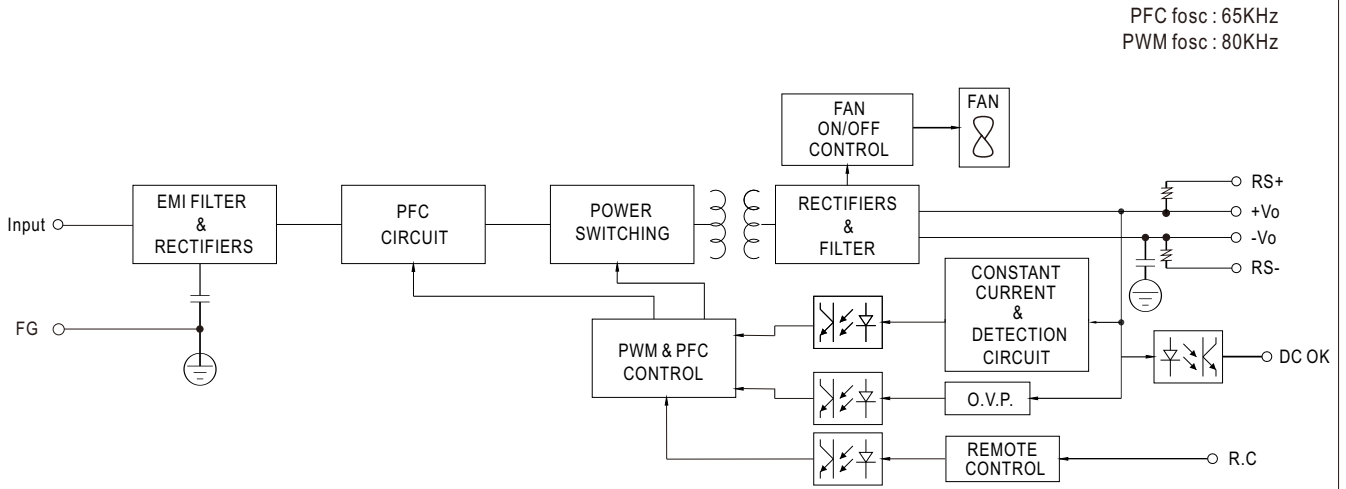 PFC fosc : 65KHz
PWM fosc : 80KHz
FAN
ON/OFF
CONTROL
FAN
Input
EMI FILTER
&
RECTIFIERS
PFC
CIRCUIT
POWER
SWITCHING
RECTIFIERS
&
FILTER
RS+
+Vo
-Vo
RS-
FG
PWM & PFC
CONTROL
CONSTANT
CURRENT
&
DETECTION
CIRCUIT
DC OK
O.V.P.
REMOTE
CONTROL
R.C